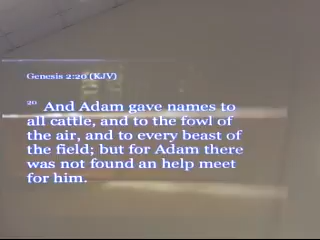 Genesis 2:20 (KJV)
20 And Adam gave names to
all cattle, and to the fowl of
the air, and to every beast of
the field; but for Adam there
was not found an help meet
for him.